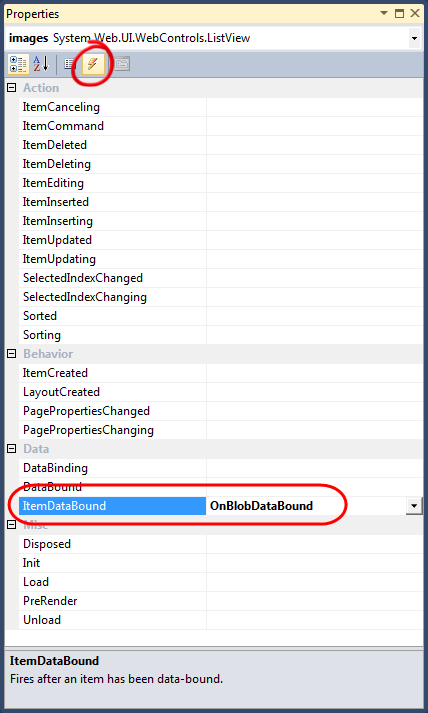 Properties
images System.Web.UI.WebControls.ListView
Action
ItemCanceling
ItemCommand
ItemDeleted
ItemDeleting
ItemEditing
ItemInserted
ItemInserting
ItemUpdated
ItemUpdating
SelectedIndexChanged
SelectedIndexChanging
Sorted
Sorting
Behavior
ItemCreated
LayoutCreated
PagePropertiesChanged
PagePropertiesChanging
Data
DataBinding
DataBound
ItemDataBound OnBlobDataBound
Misc
Disposed
Init
Load
PreRender
Unload
ItemDataBound
Fires after an item has been data-bound.